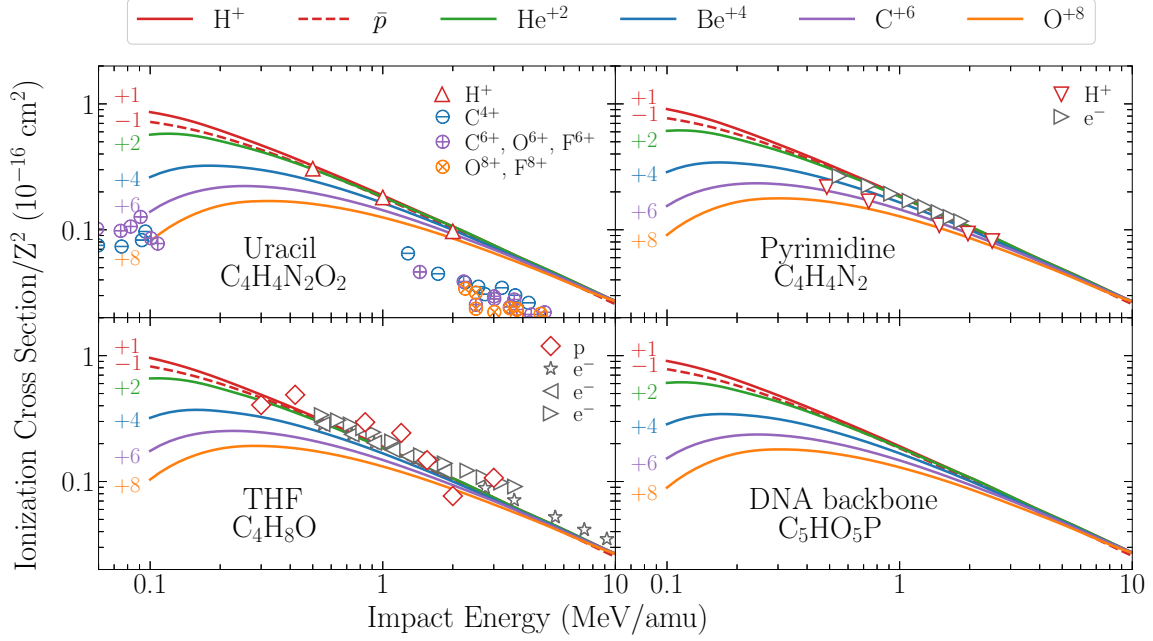 H⁺ p̄ He⁺² Be⁺⁴ C⁺⁶ O⁺⁸
Ionization Cross Section/Z² (10⁻¹⁶ cm²)
1
0.1
+1
−1
+2
+4
+6
+8
H⁺
C⁴⁺
C⁶⁺, O⁶⁺, F⁶⁺
O⁸⁺, F⁸⁺
Uracil
C₄H₄N₂O₂
+1
−1
+2
+4
+6
+8
H⁺
e⁻
Pyrimidine
C₄H₄N₂
1
0.1
+1
−1
+2
+4
+6
+8
p
e⁻
e⁻
e⁻
THF
C₄H₈O
+1
−1
+2
+4
+6
+8
DNA backbone
C₅HO₅P
0.1 1 10 0.1 1 10
Impact Energy (MeV/amu)